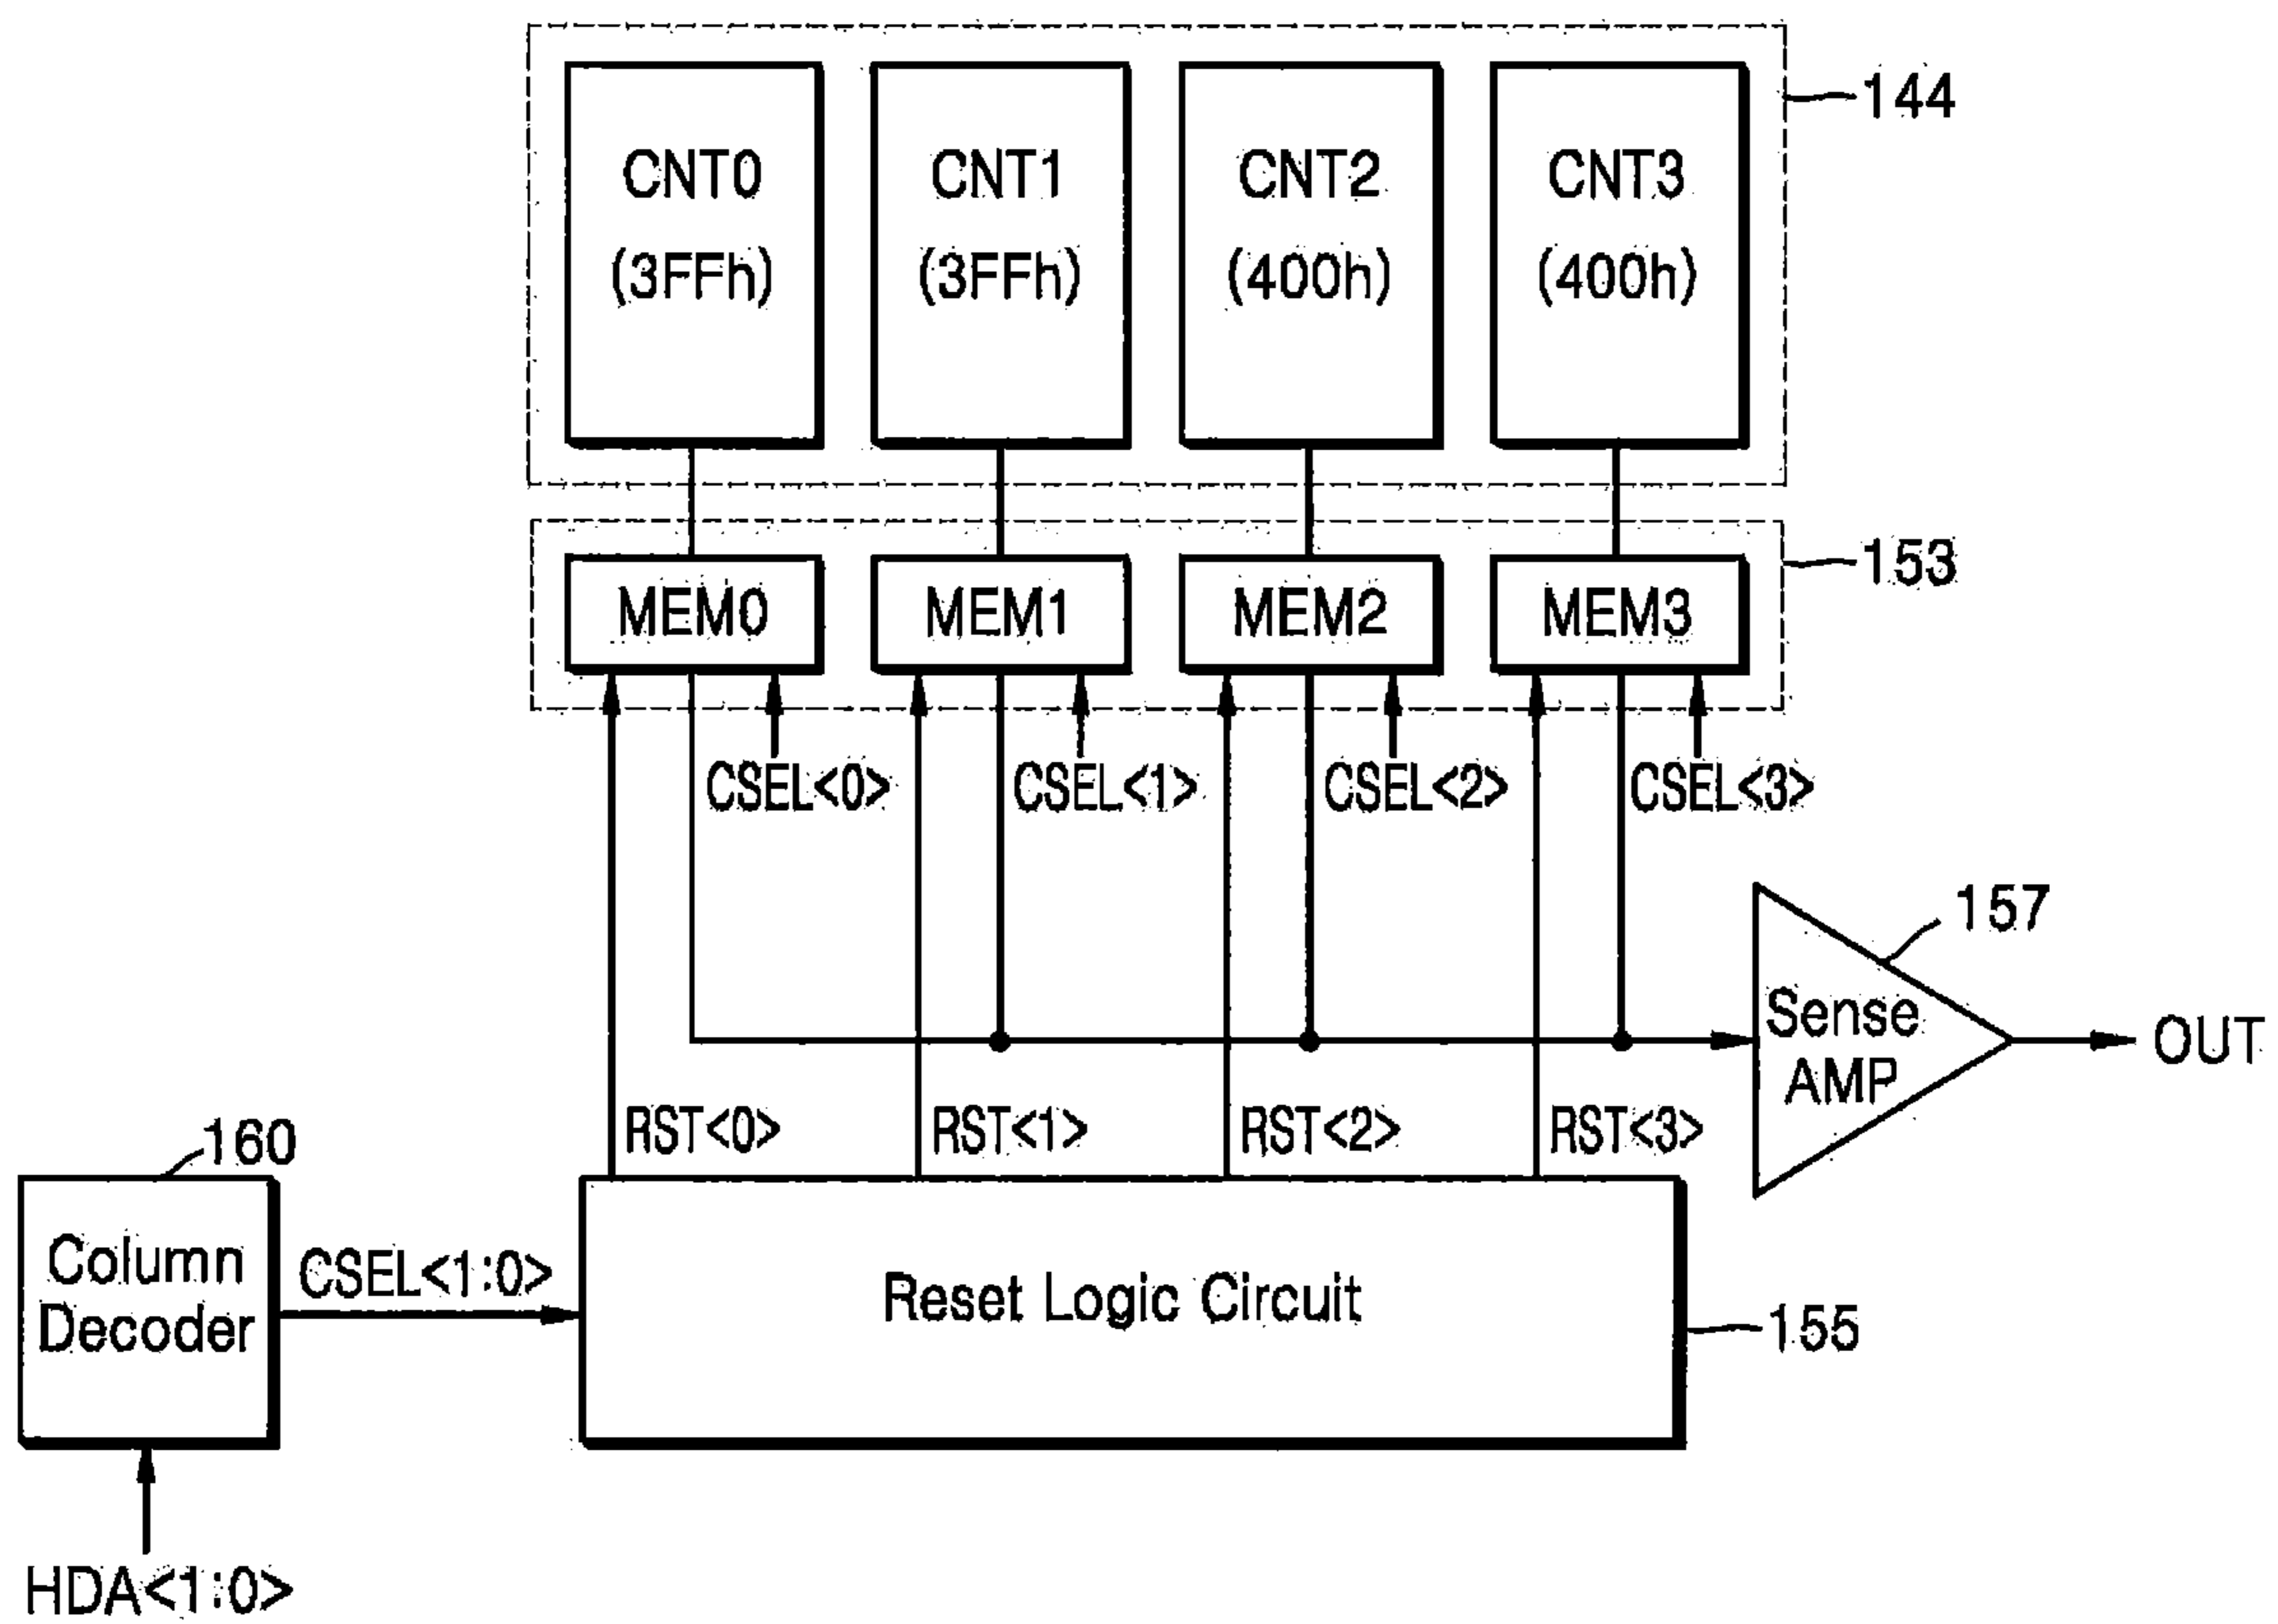 144
CNT0
(3FFh)
CNT1
(3FFh)
CNT2
(400h)
CNT3
(400h)
153
MEM0
MEM1
MEM2
MEM3
CSEL<0>
CSEL<1>
CSEL<2>
CSEL<3>
157
Sense
AMP
OUT
RST<0>
RST<1>
RST<2>
RST<3>
160
Column
Decoder
CSEL<1:0>
Reset Logic Circuit
155
HDA<1:0>